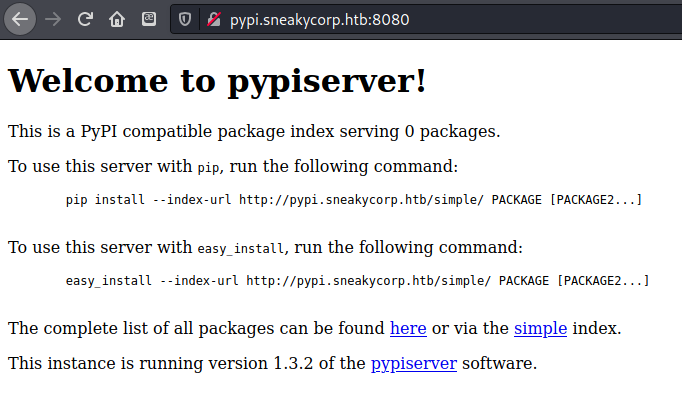 pypi.sneakycorp.htb:8080
Welcome to pypiserver!
This is a PyPI compatible package index serving 0 packages.
To use this server with pip, run the following command:
pip install --index-url http://pypi.sneakycorp.htb/simple/ PACKAGE [PACKAGE2...]
To use this server with easy_install, run the following command:
easy_install --index-url http://pypi.sneakycorp.htb/simple/ PACKAGE [PACKAGE2...]
The complete list of all packages can be found here or via the simple index.
This instance is running version 1.3.2 of the pypiserver software.